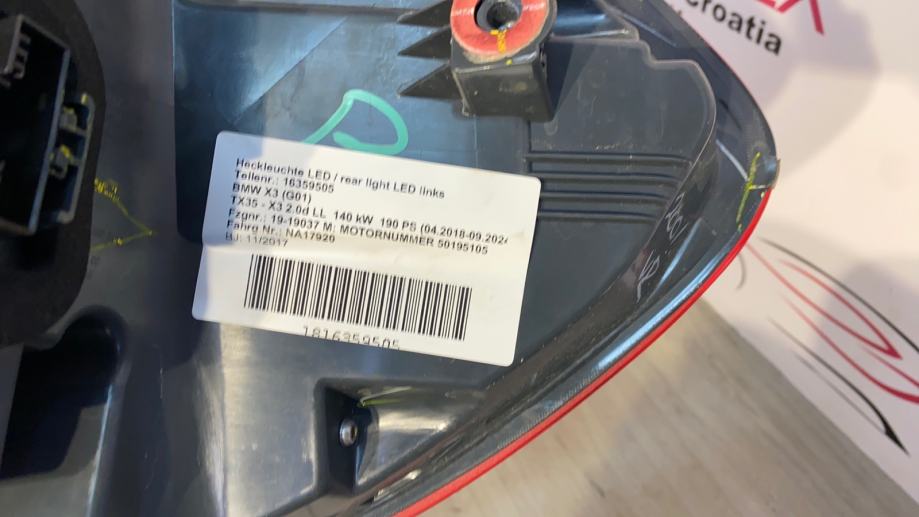 Croatia
Heckleuchte LED / rear light LED links
Teilenr.: 16359505
BMW X3 (G01)
TX35 - X3 2.0d LL 140 kW 190 PS (04.2018-09.2024
Fzgnr.: 19-19037 M: MOTORNUMMER 50195105
Fahrg Nr.: NA17920
BJ: 11/2017
1816359505